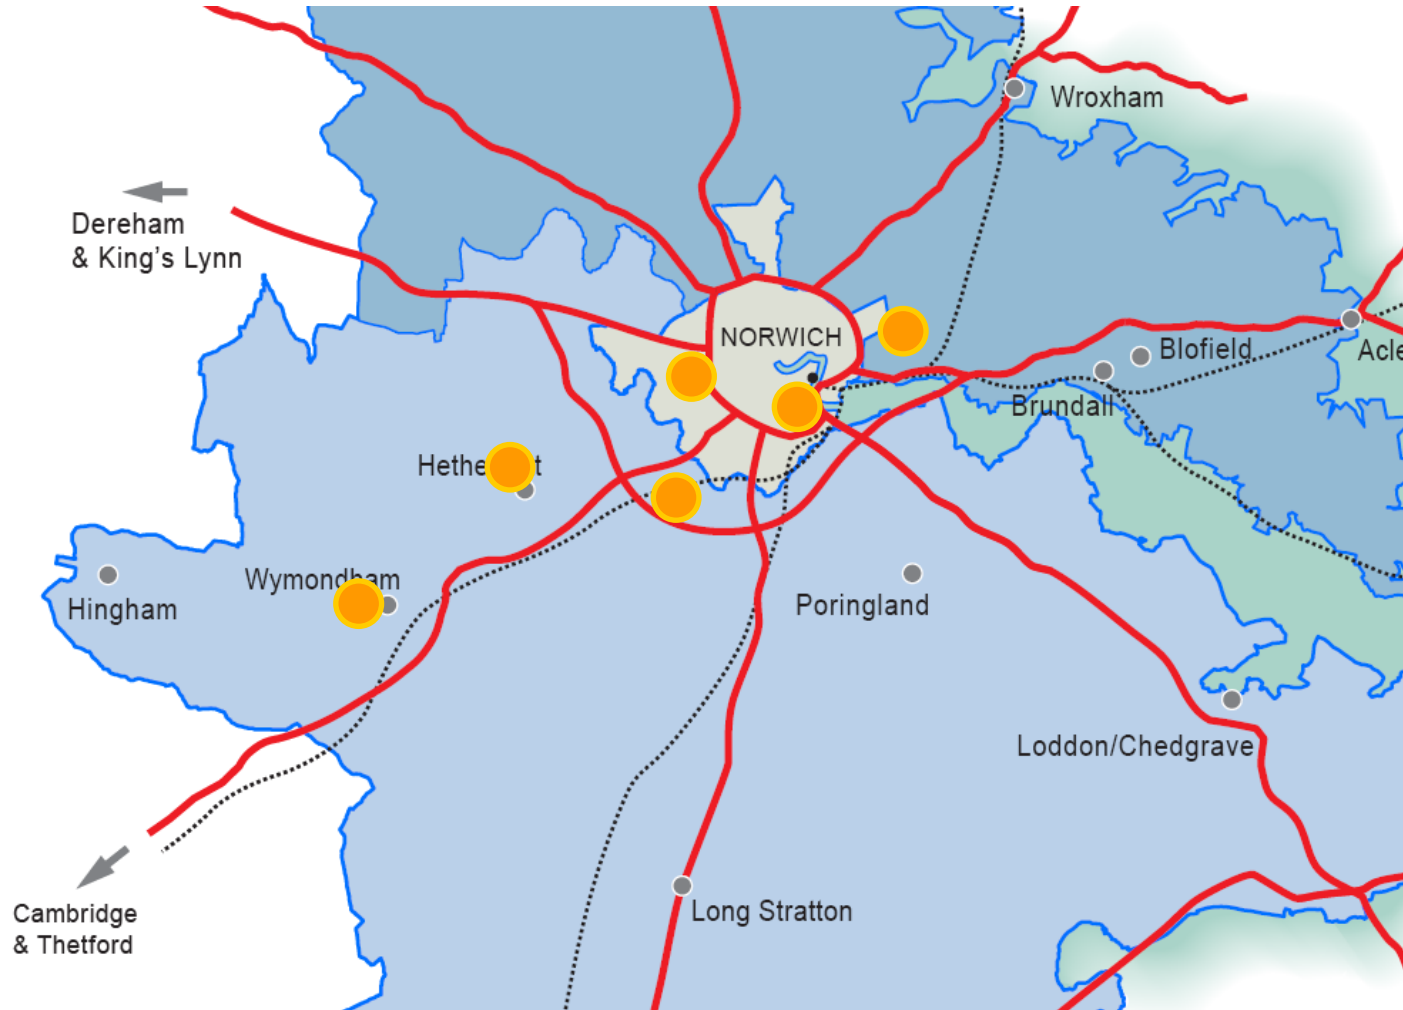 Wroxham
Dereham
& King's Lynn
NORWICH
Blofield
Brundall
Wymondham
Hingham
Poringland
Loddon/Chedgrave
Long Stratton
Cambridge
& Thetford